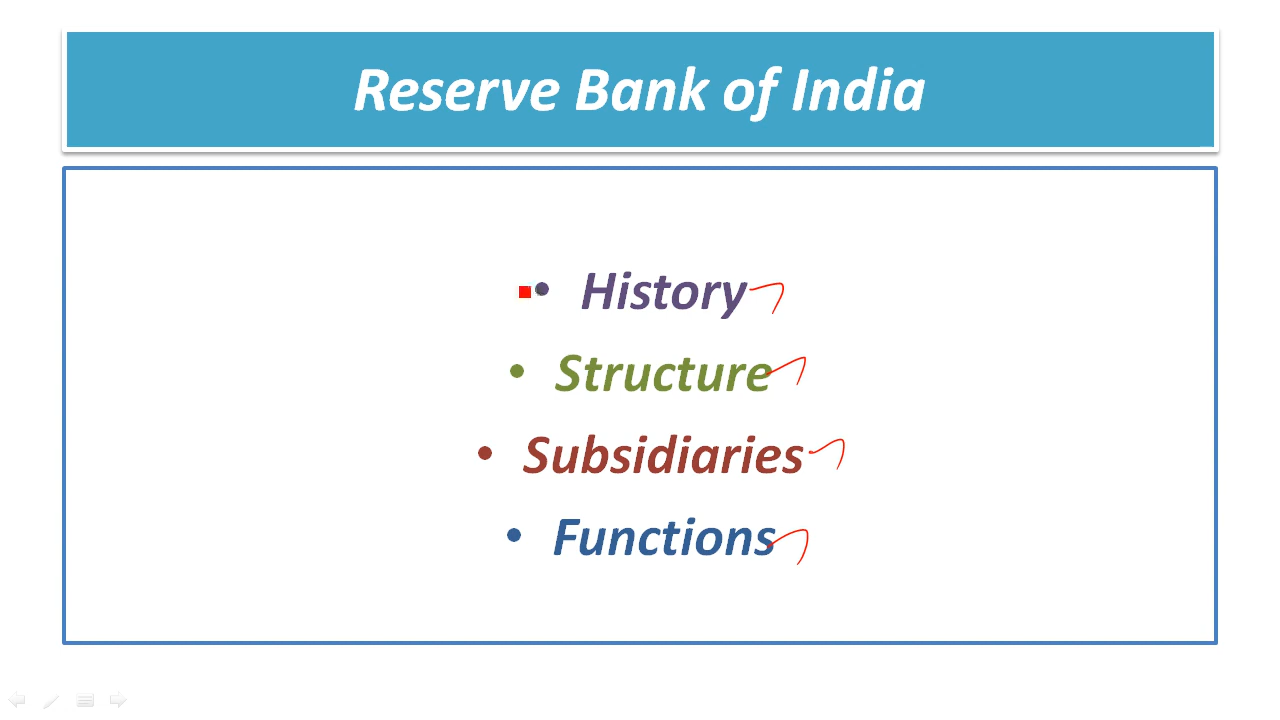 Reserve Bank of India
• History
• Structure
• Subsidiaries
• Functions